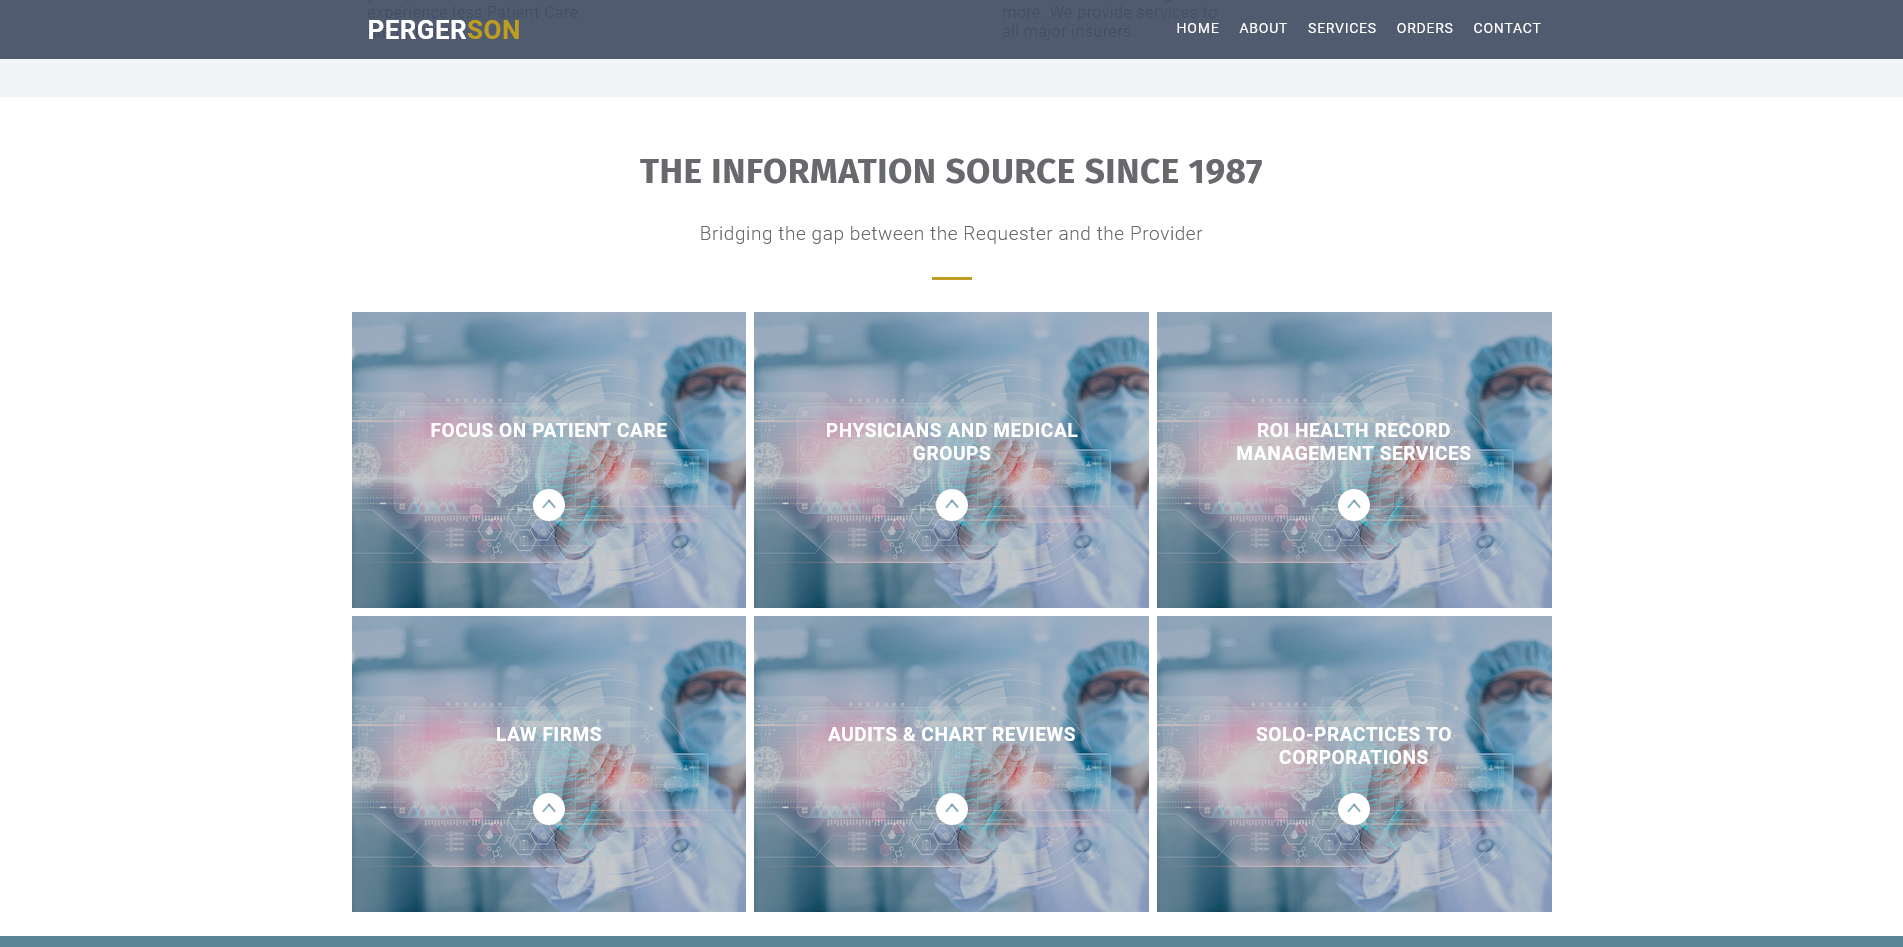 experience less Patient Care
more. We provide services to
all major insurers.
PERGERSON
HOME ABOUT SERVICES ORDERS CONTACT
THE INFORMATION SOURCE SINCE 1987
Bridging the gap between the Requester and the Provider
FOCUS ON PATIENT CARE
PHYSICIANS AND MEDICAL
GROUPS
ROI HEALTH RECORD
MANAGEMENT SERVICES
LAW FIRMS
AUDITS & CHART REVIEWS
SOLO-PRACTICES TO
CORPORATIONS